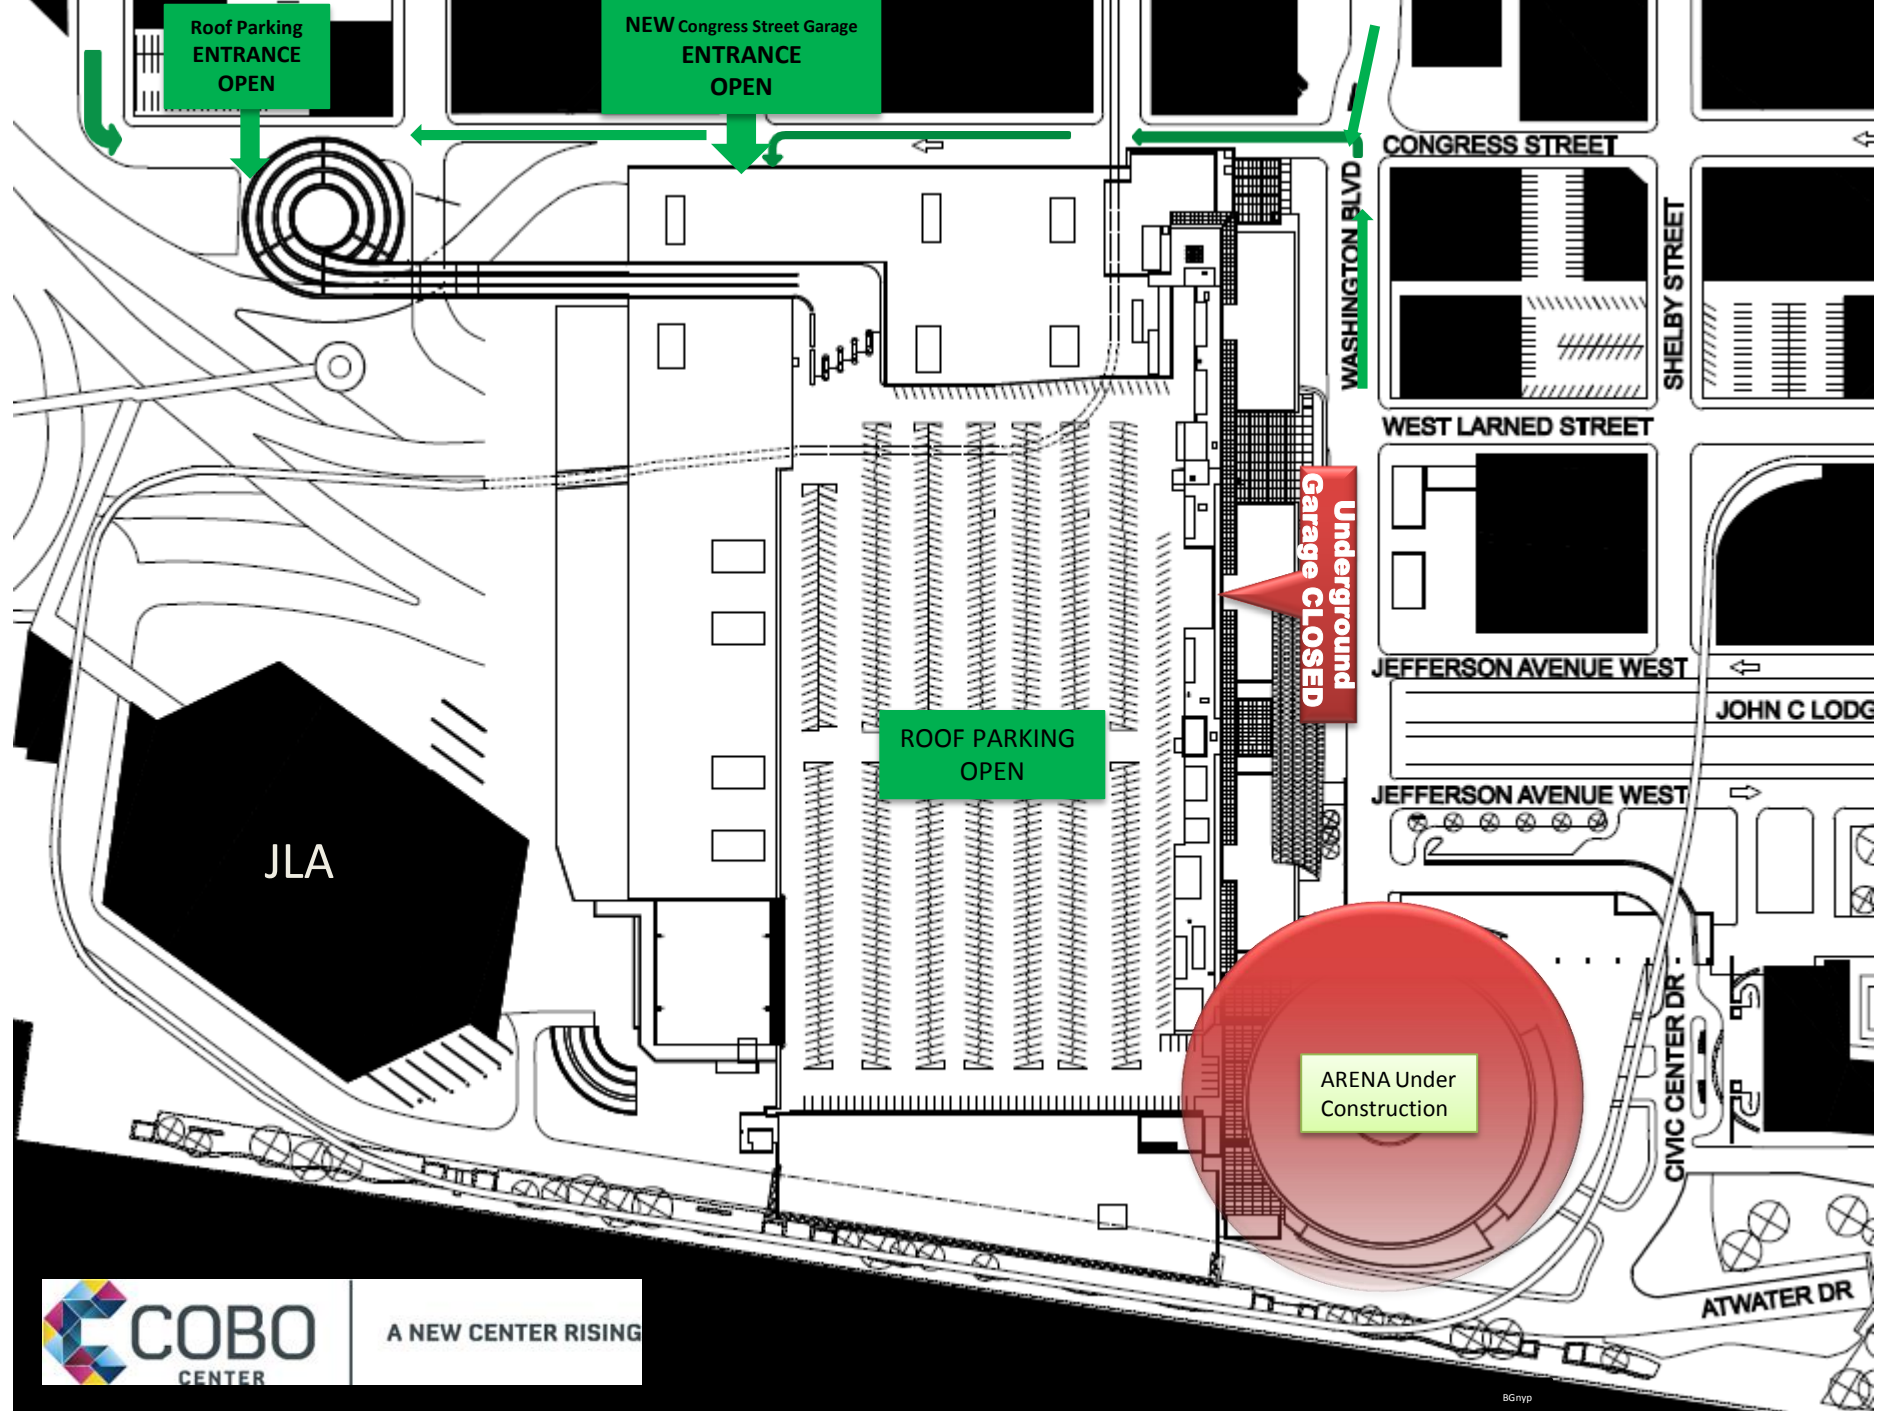 Roof Parking
ENTRANCE
OPEN
NEW Congress Street Garage
ENTRANCE
OPEN
CONGRESS STREET
WASHINGTON BLVD
SHELBY STREET
WEST LARNED STREET
Underground
Garage CLOSED
JEFFERSON AVENUE WEST
JOHN C LODG
JEFFERSON AVENUE WEST
ROOF PARKING
OPEN
JLA
ARENA Under
Construction
CIVIC CENTER DR
ATWATER DR
COBO
CENTER
A NEW CENTER RISING
BGnyp